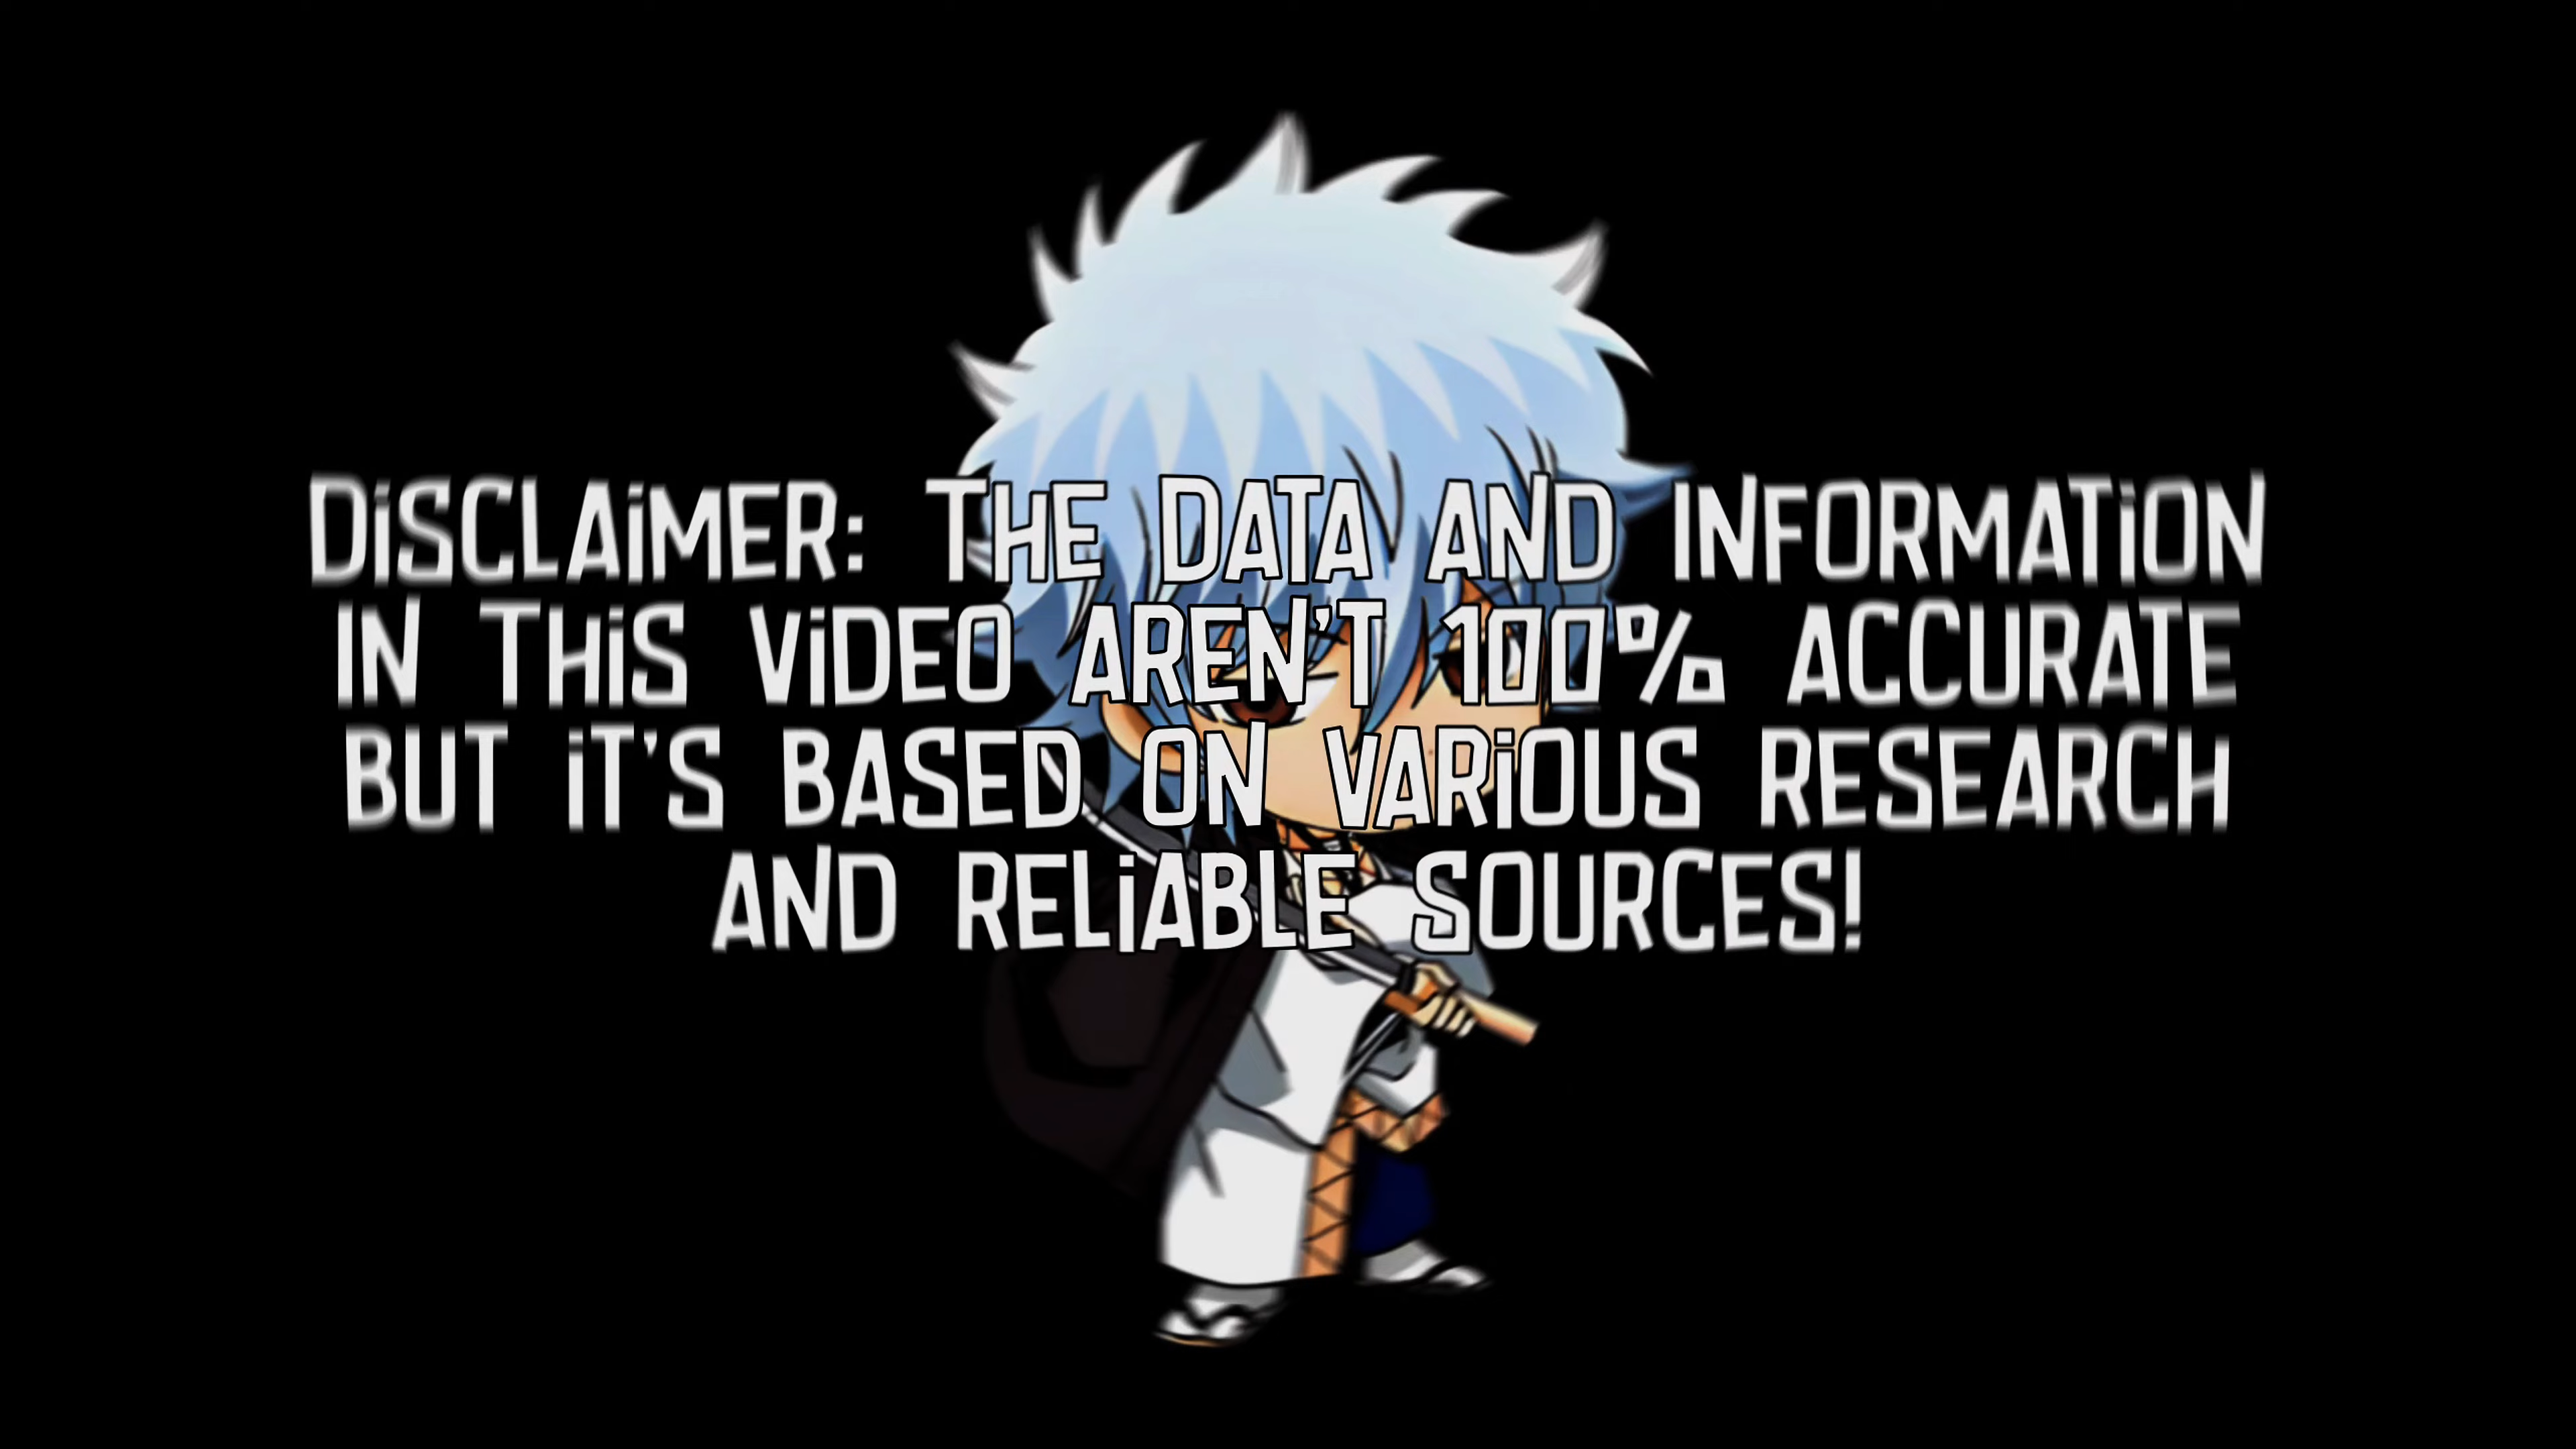 DiSCLAiMER: THE DATA AND INFORMATiON
IN THiS ViDEO AREN'T 100% ACCURATE
BUT iT'S BASED ON VARiOUS RESEARCH
AND RELiABLE SOURCES!